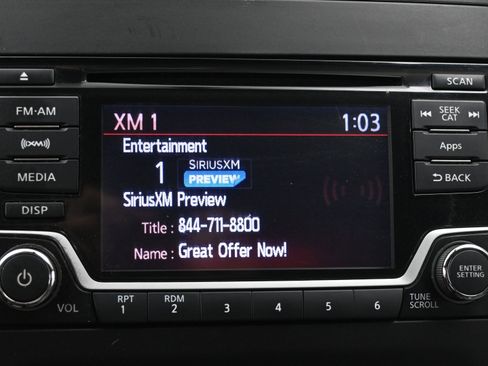 SCAN
FM·AM
XM
MEDIA
DISP
XM 1 1:03
Entertainment
1 SIRIUSXM
PREVIEW
SiriusXM Preview
Title : 844-711-8800
Name : Great Offer Now!
SEEK
CAT
Apps
BACK
VOL
RPT
1
RDM
2
3
4
5
6
TUNE
SCROLL
ENTER
SETTING